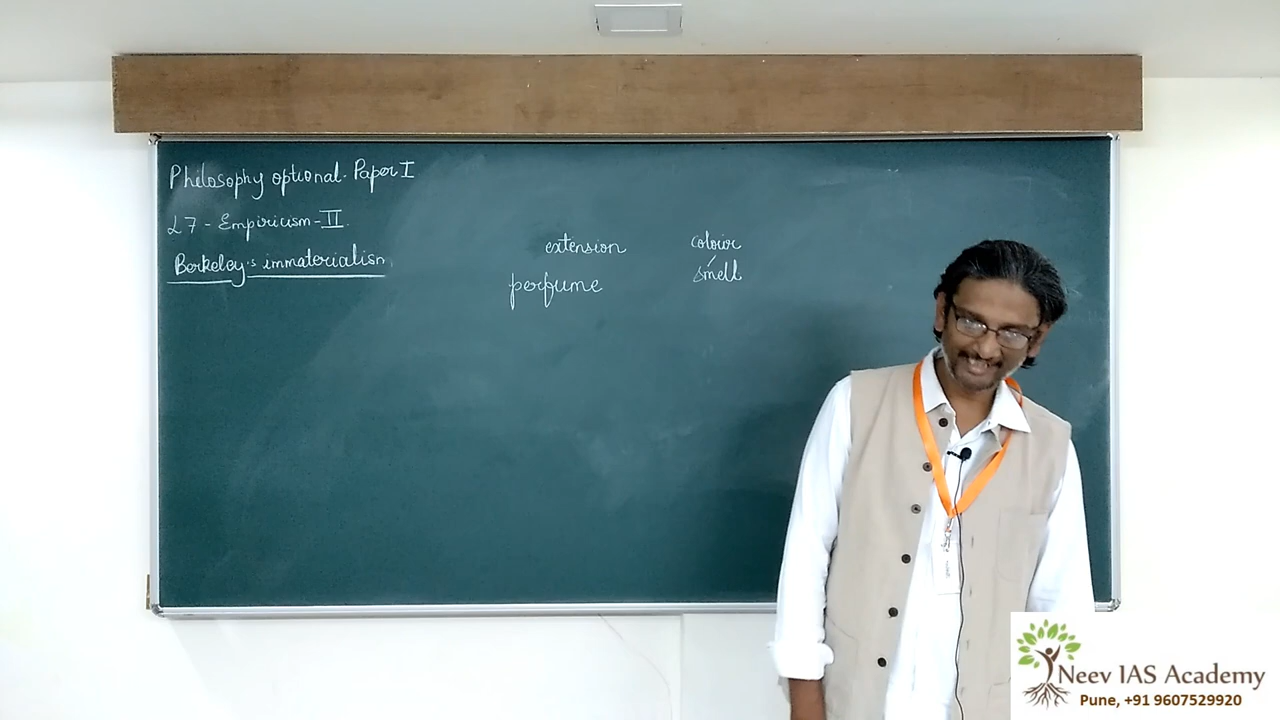 Philosophy optional- Paper I
L7 - Empiricism - II
Berkeley's immaterialism
extension colour
perfume smell
Neev IAS Academy
Pune, +91 9607529920